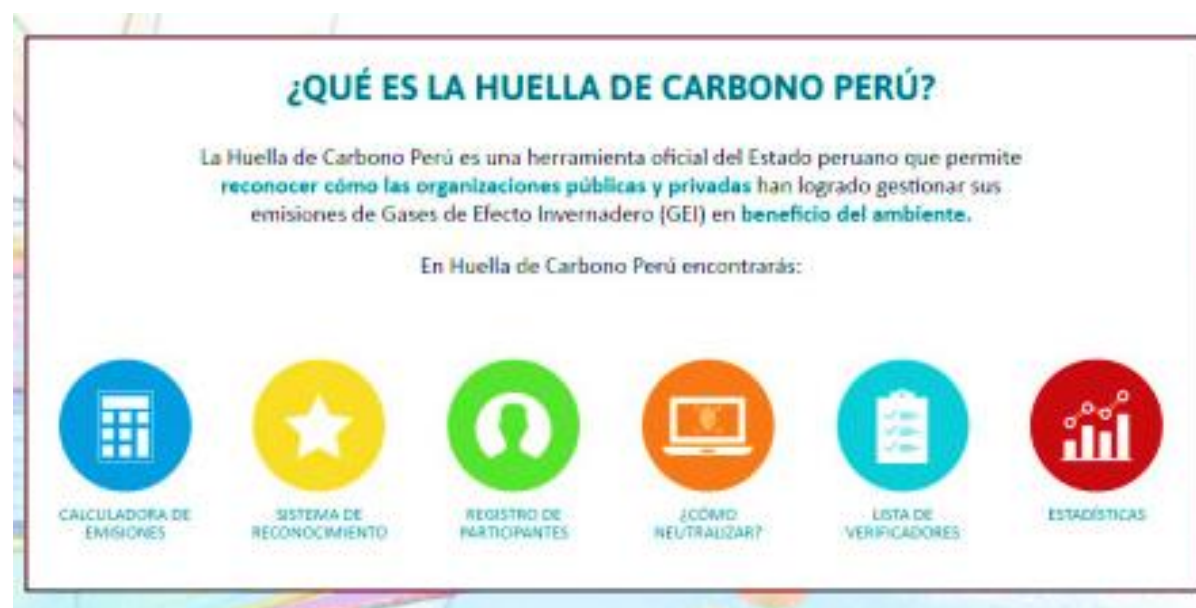 ¿QUÉ ES LA HUELLA DE CARBONO PERÚ?
La Huella de Carbono Perú es una herramienta oficial del Estado peruano que permite
reconocer cómo las organizaciones públicas y privadas han logrado gestionar sus
emisiones de Gases de Efecto Invernadero (GEI) en beneficio del ambiente.
En Huella de Carbono Perú encontrarás:
CALCULADORA DE
EMISIONES
SISTEMA DE
RECONOCIMIENTO
REGISTRO DE
PARTICIPANTES
¿CÓMO
NEUTRALIZAR?
LISTA DE
VERIFICADORES
ESTADÍSTICAS